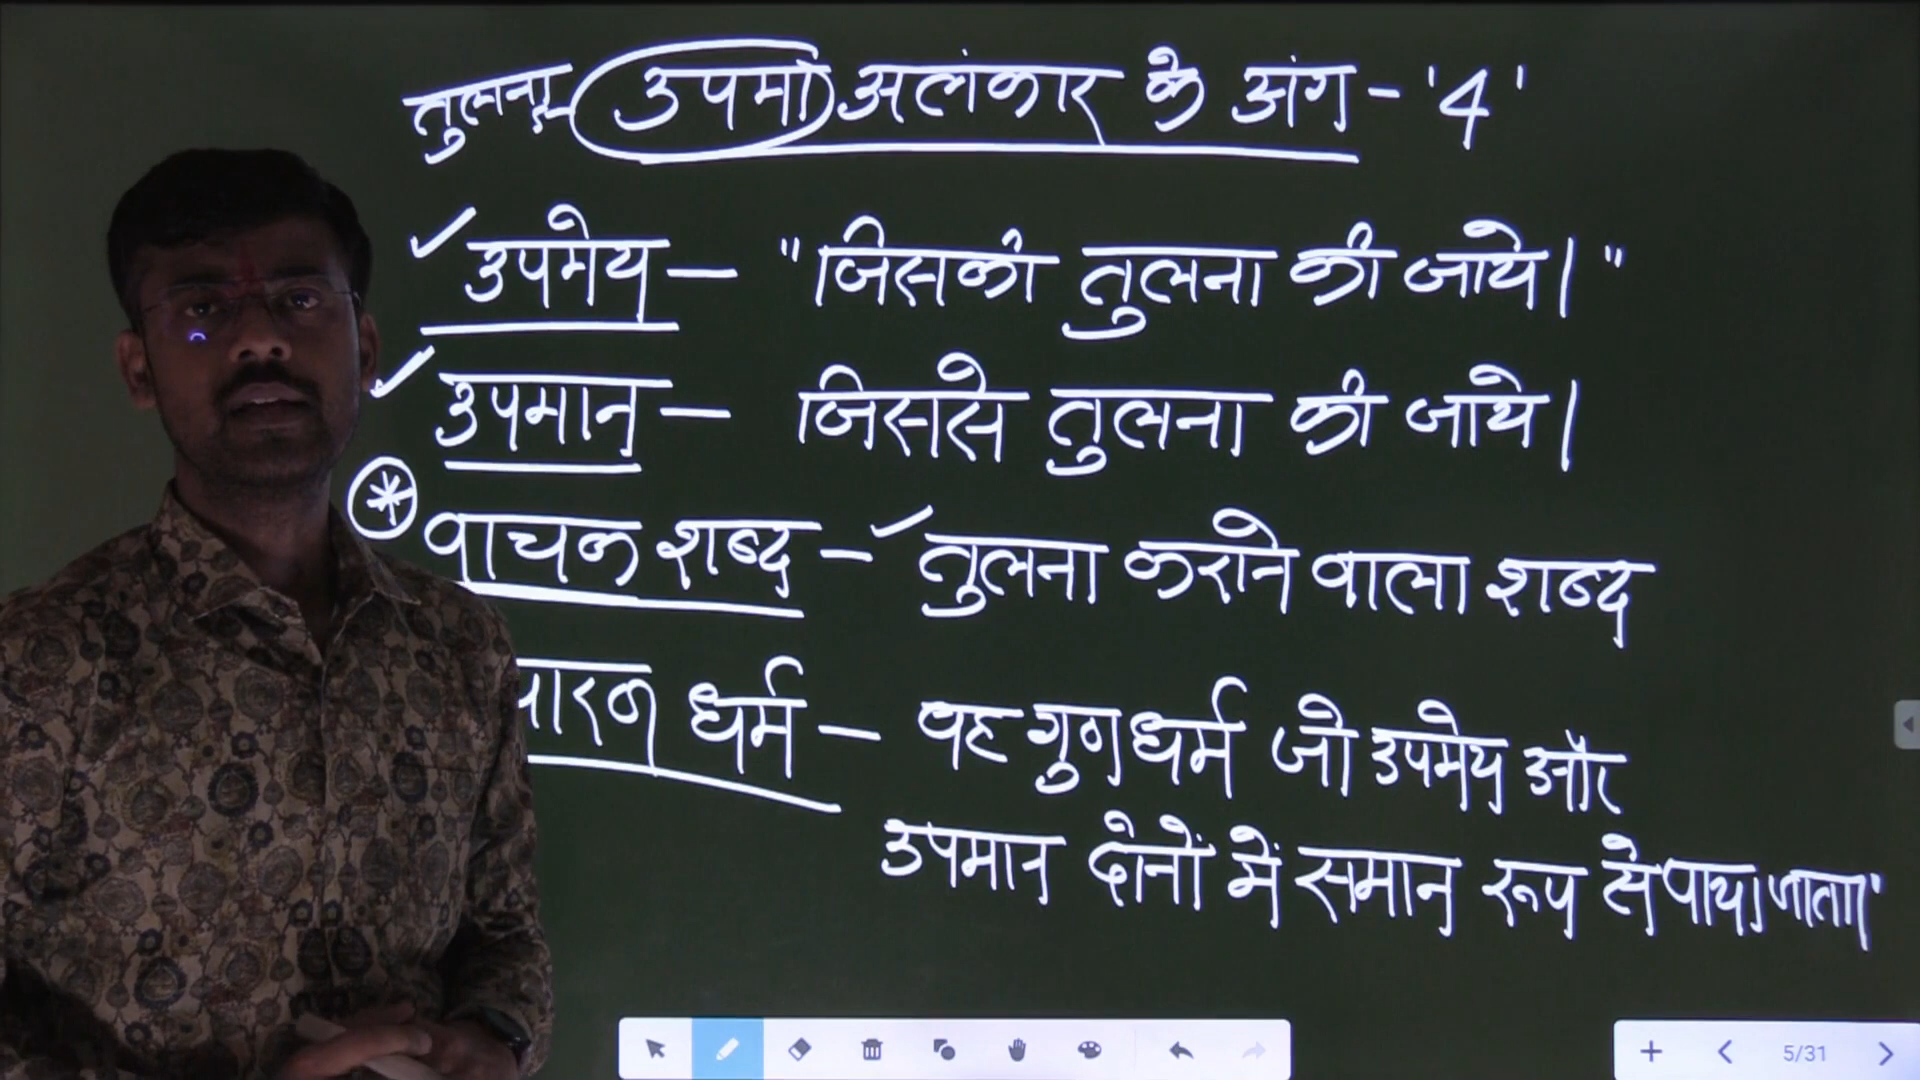 तुलना उपमा अलंकार के अंग - '4'
उपमेय — "जिसकी तुलना की जाये।"
उपमान — जिससे तुलना की जाये।
* वाचक शब्द — तुलना कराने वाला शब्द
धर्म — वह गुणधर्म जो उपमेय और
उपमान दोनों में समान रूप से पाया जाता
5/31